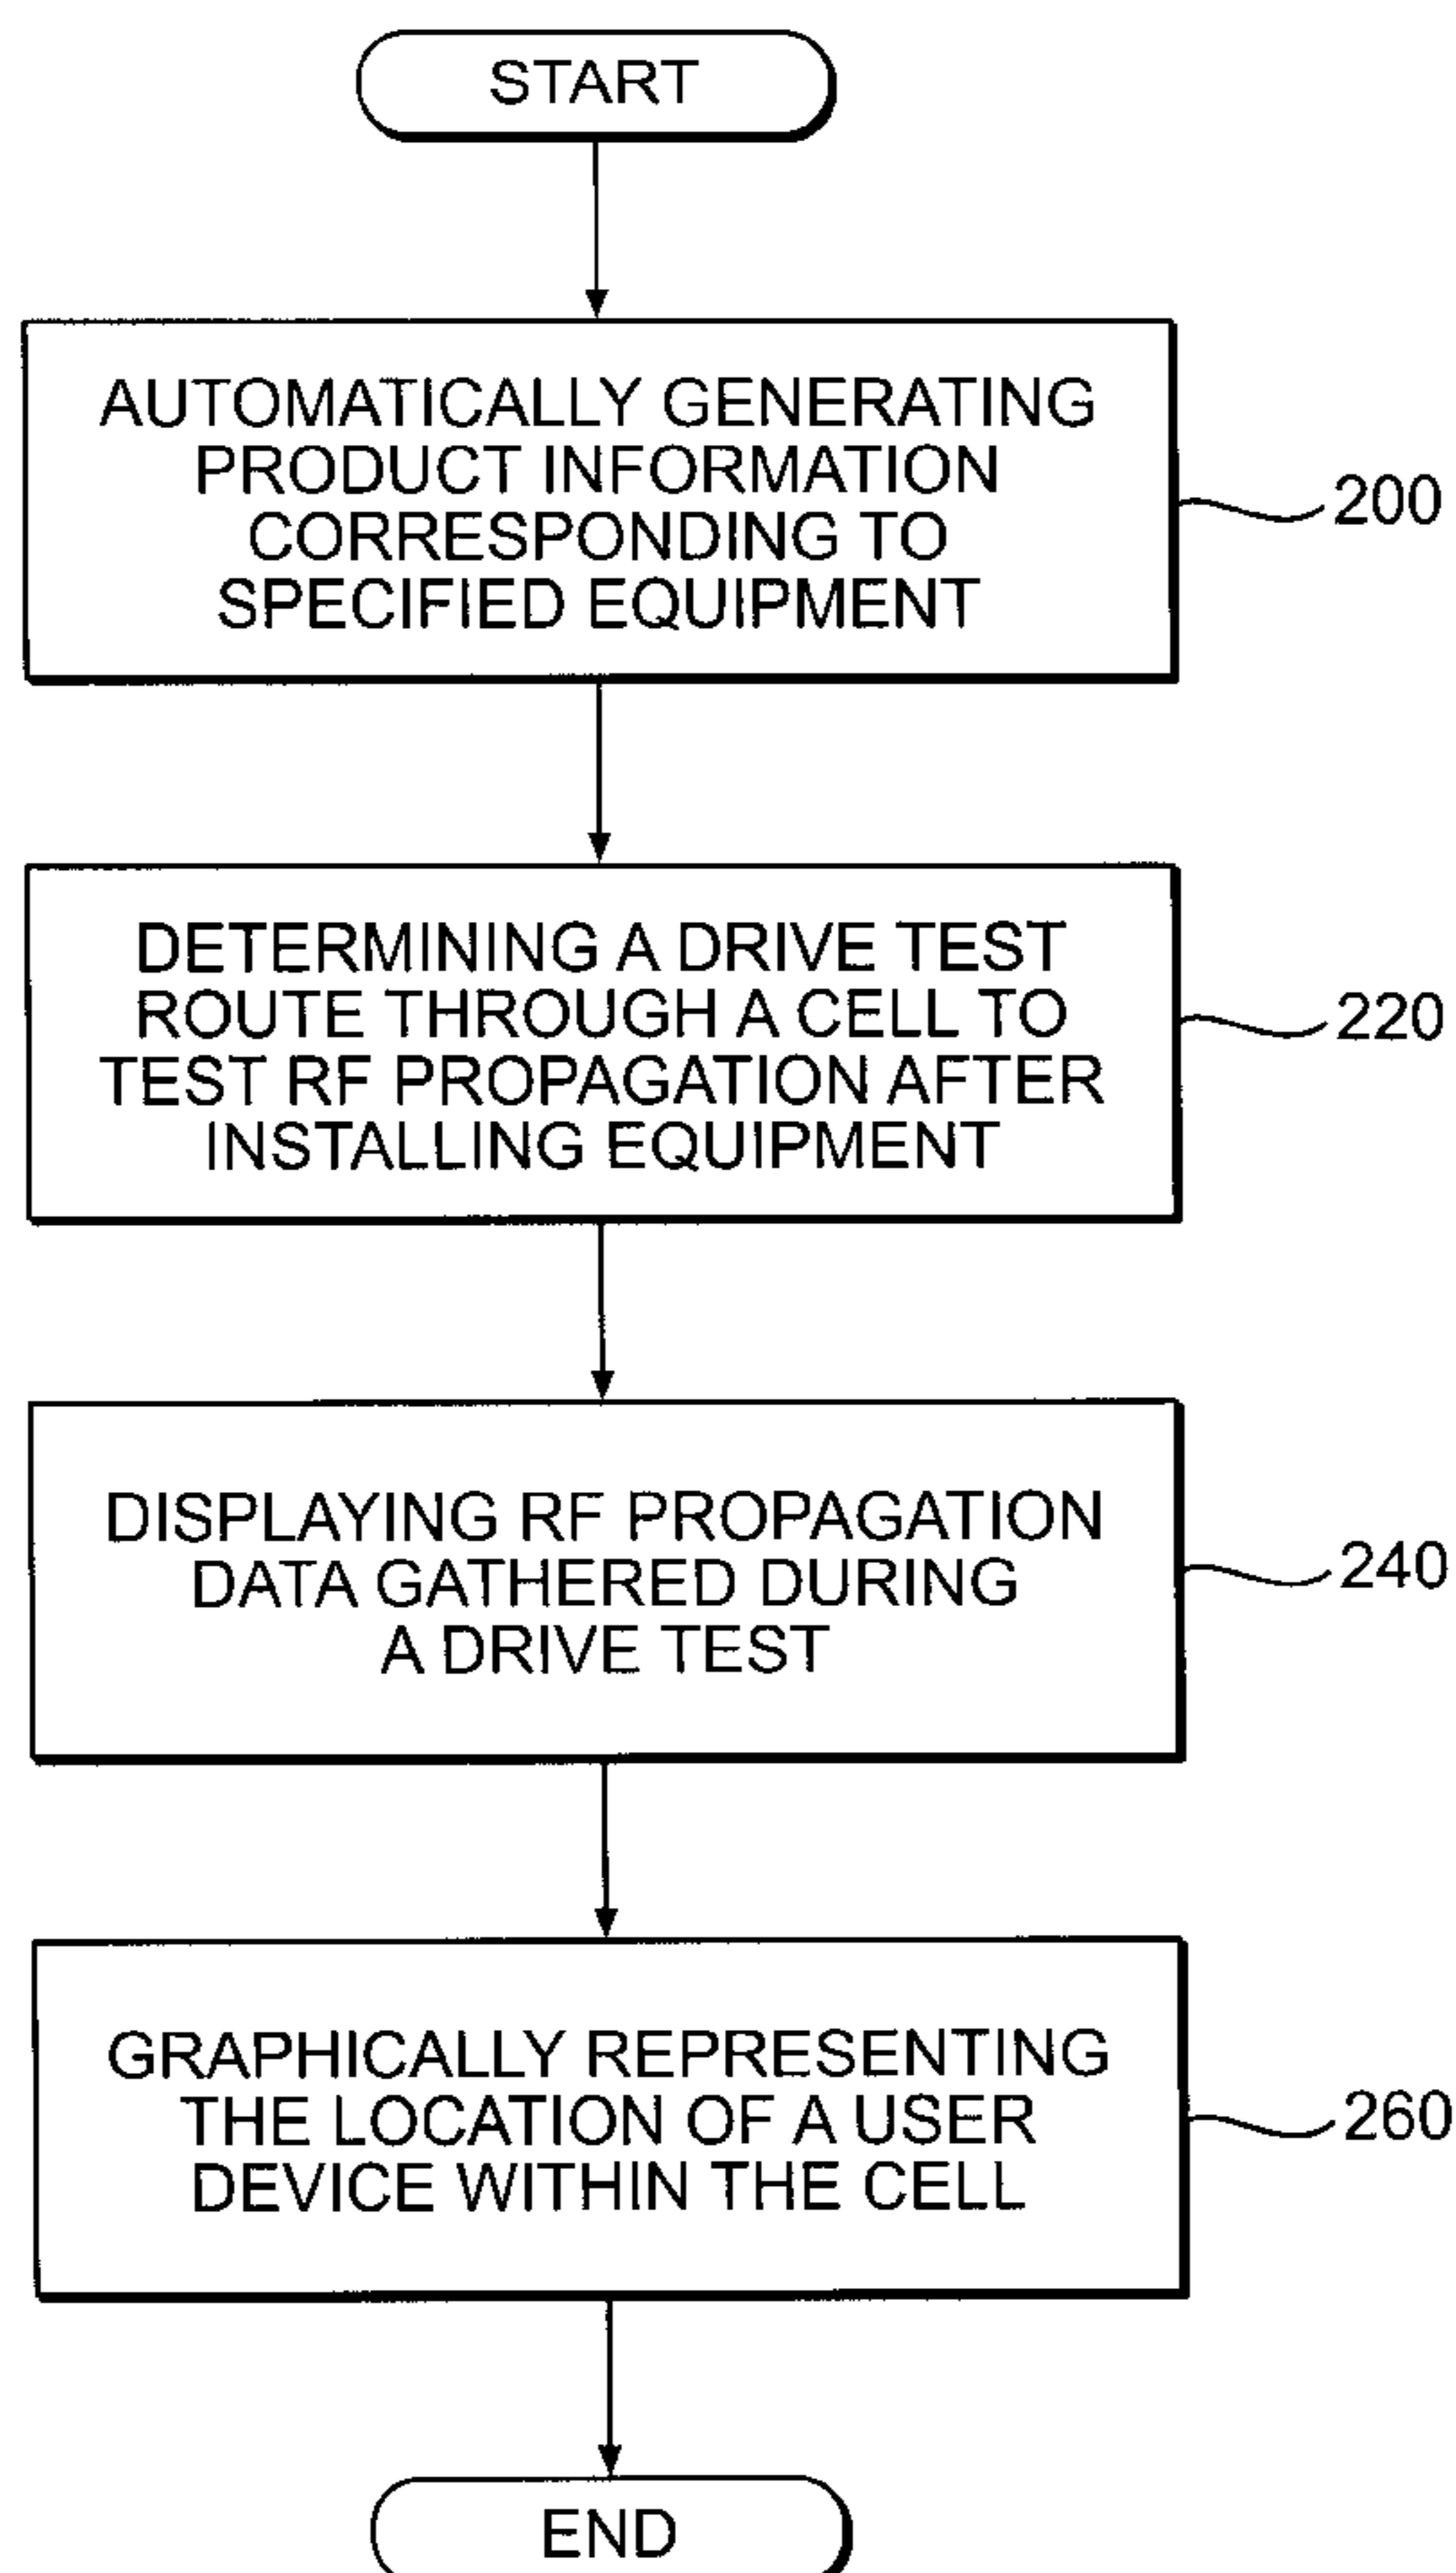 START
AUTOMATICALLY GENERATING
PRODUCT INFORMATION
CORRESPONDING TO
SPECIFIED EQUIPMENT
200
DETERMINING A DRIVE TEST
ROUTE THROUGH A CELL TO
TEST RF PROPAGATION AFTER
INSTALLING EQUIPMENT
220
DISPLAYING RF PROPAGATION
DATA GATHERED DURING
A DRIVE TEST
240
GRAPHICALLY REPRESENTING
THE LOCATION OF A USER
DEVICE WITHIN THE CELL
260
END